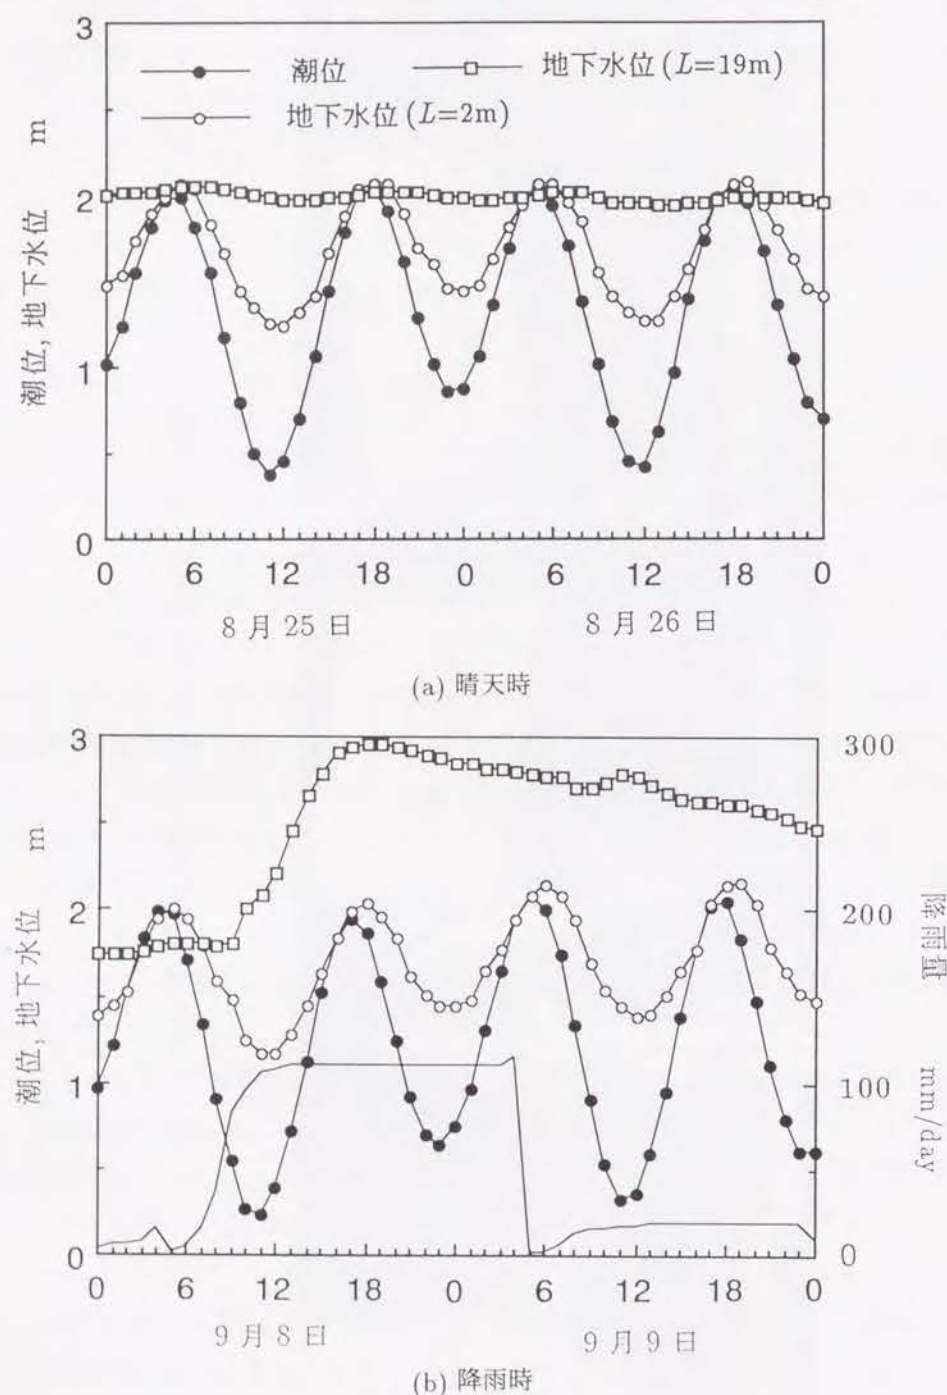 3
潮位 地下水位 (L=19m)
地下水位 (L=2m)
潮位, 地下水位 m
2
1
0
0 6 12 18 0 6 12 18 0
8月25日 8月26日
(a) 晴天時
3 300
潮位, 地下水位 m
2 200
降雨量 mm/day
1 100
0 0
0 6 12 18 0 6 12 18 0
9月8日 9月9日
(b) 降雨時